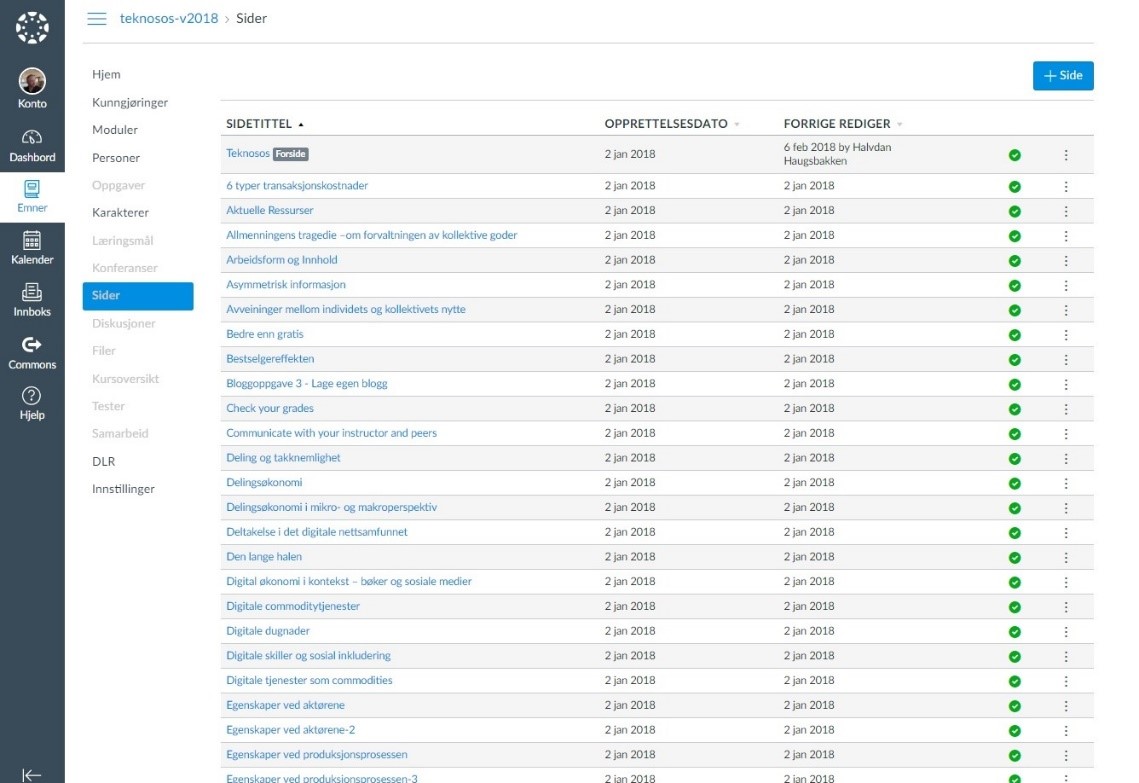 teknosos-v2018 › Sider
Konto
Dashbord
Emner
Kalender
Innboks
Commons
Hjelp
Hjem
Kunngjøringer
Moduler
Personer
Oppgaver
Karakterer
Læringsmål
Konferanser
Sider
Diskusjoner
Filer
Kursoversikt
Tester
Samarbeid
DLR
Innstillinger
+ Side
SIDETITTEL OPPRETTELSESDATO FORRIGE REDIGER
Teknosos Forside 2 jan 2018 6 feb 2018 by Halvdan
Haugsbakken
6 typer transaksjonskostnader 2 jan 2018 2 jan 2018
Aktuelle Ressurser 2 jan 2018 2 jan 2018
Allmenningens tragedie –om forvaltningen av kollektive goder 2 jan 2018 2 jan 2018
Arbeidsform og Innhold 2 jan 2018 2 jan 2018
Asymmetrisk informasjon 2 jan 2018 2 jan 2018
Avveininger mellom individets og kollektivets nytte 2 jan 2018 2 jan 2018
Bedre enn gratis 2 jan 2018 2 jan 2018
Bestselgereffekten 2 jan 2018 2 jan 2018
Bloggoppgave 3 - Lage egen blogg 2 jan 2018 2 jan 2018
Check your grades 2 jan 2018 2 jan 2018
Communicate with your instructor and peers 2 jan 2018 2 jan 2018
Deling og takknemlighet 2 jan 2018 2 jan 2018
Delingsøkonomi 2 jan 2018 2 jan 2018
Delingsøkonomi i mikro- og makroperspektiv 2 jan 2018 2 jan 2018
Deltakelse i det digitale nettsamfunnet 2 jan 2018 2 jan 2018
Den lange halen 2 jan 2018 2 jan 2018
Digital økonomi i kontekst – bøker og sosiale medier 2 jan 2018 2 jan 2018
Digitale commoditytjenester 2 jan 2018 2 jan 2018
Digitale dugnader 2 jan 2018 2 jan 2018
Digitale skiller og sosial inkludering 2 jan 2018 2 jan 2018
Digitale tjenester som commodities 2 jan 2018 2 jan 2018
Egenskaper ved aktørene 2 jan 2018 2 jan 2018
Egenskaper ved aktørene-2 2 jan 2018 2 jan 2018
Egenskaper ved produksjonsprosessen 2 jan 2018 2 jan 2018
Egenskaper ved produksjonsprosessen-3 2 jan 2018 2 jan 2018